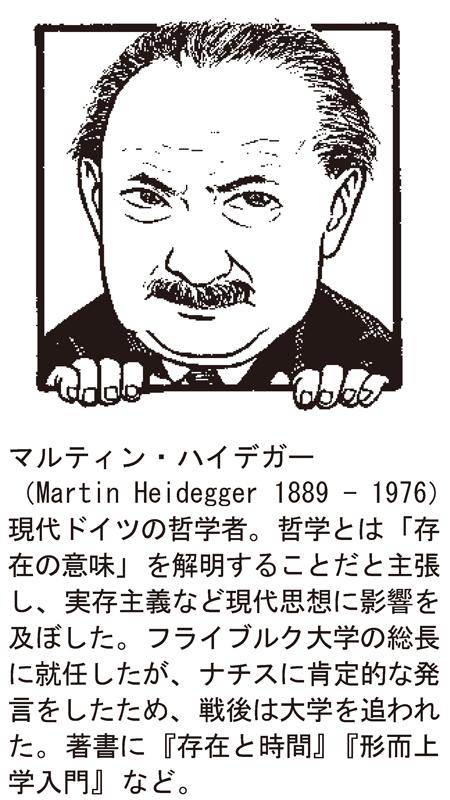 マルティン・ハイデガー
（Martin Heidegger 1889 − 1976）
現代ドイツの哲学者。哲学とは「存
在の意味」を解明することだと主張
し、実存主義など現代思想に影響を
及ぼした。フライブルク大学の総長
に就任したが、ナチスに肯定的な発
言をしたため、戦後は大学を追われ
た。著書に『存在と時間』『形而上
学入門』など。